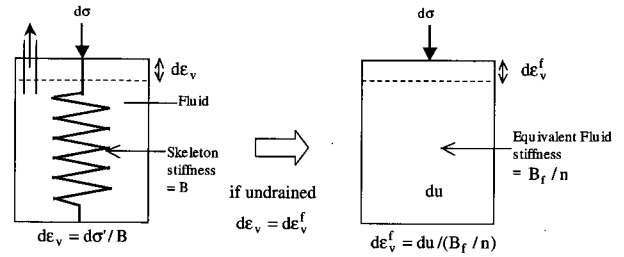 dσ
dε_v
Fluid
Skeleton
stiffness
= B
dε_v = dσ′/ B
if undrained
dε_v = dε_v^f
dσ
dε_v^f
Equivalent Fluid
stiffness
= B_f / n
du
dε_v^f = du/(B_f / n)